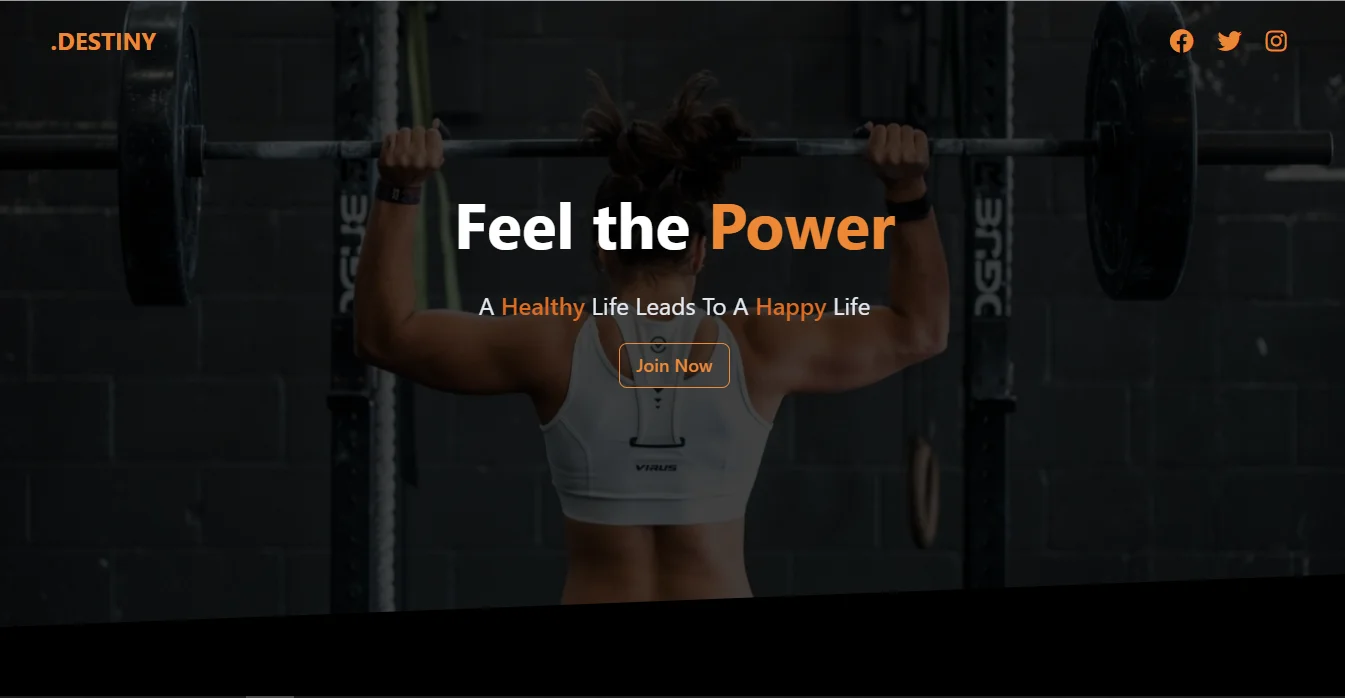 .DESTINY
Feel the Power
A Healthy Life Leads To A Happy Life
Join Now
VIRUS